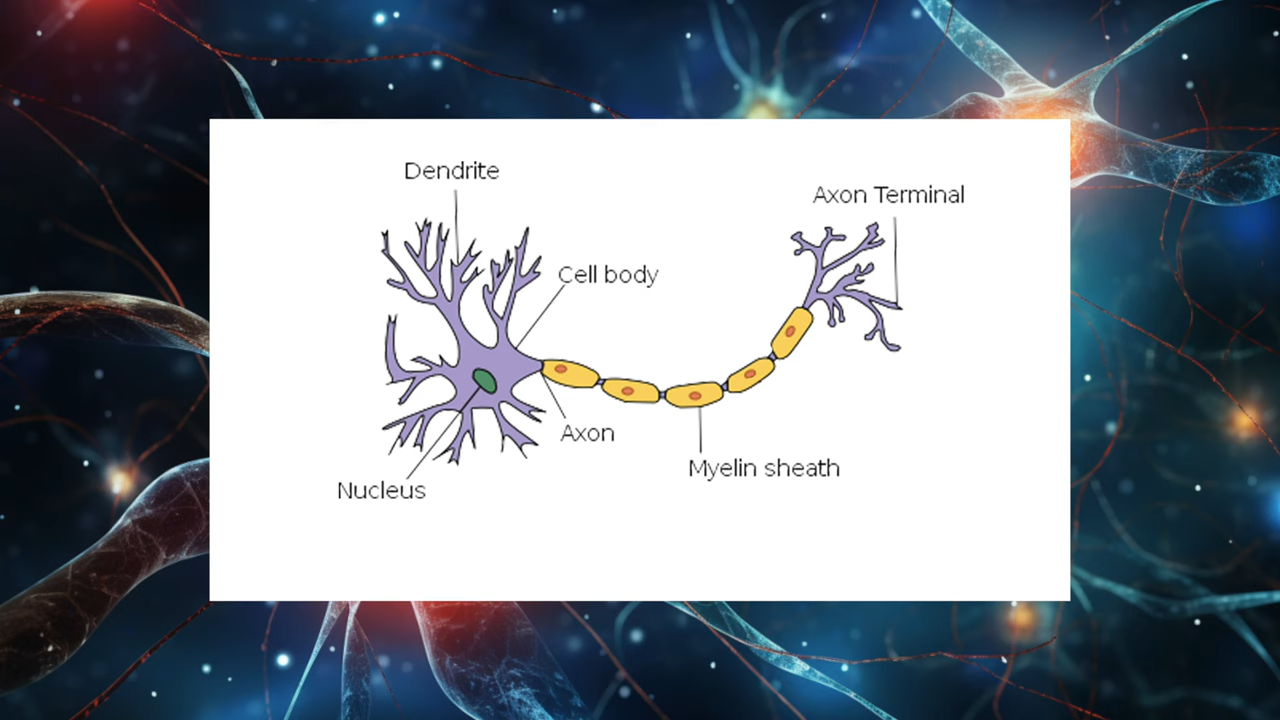 Dendrite
Axon Terminal
Cell body
Axon
Myelin sheath
Nucleus